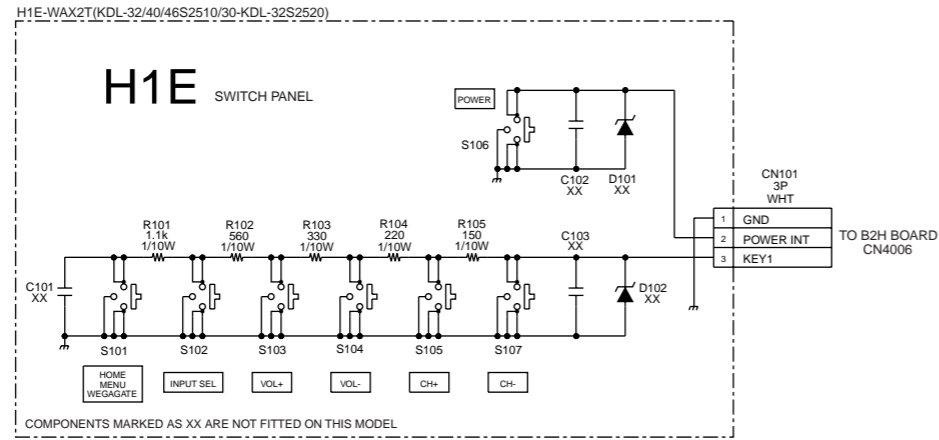 H1E-WAX2T(KDL-32/40/46S2510/30-KDL-32S2520)
H1E SWITCH PANEL
POWER
S106
C102
XX
D101
XX
CN101
3P
WHT
1 GND
2 POWER INT
3 KEY1
TO B2H BOARD
CN4006
R101
1.1k
1/10W
R102
560
1/10W
R103
330
1/10W
R104
220
1/10W
R105
150
1/10W
C103
XX
C101
XX
D102
XX
S101
S102
S103
S104
S105
S107
HOME
MENU
WEGAGATE
INPUT SEL
VOL+
VOL-
CH+
CH-
COMPONENTS MARKED AS XX ARE NOT FITTED ON THIS MODEL